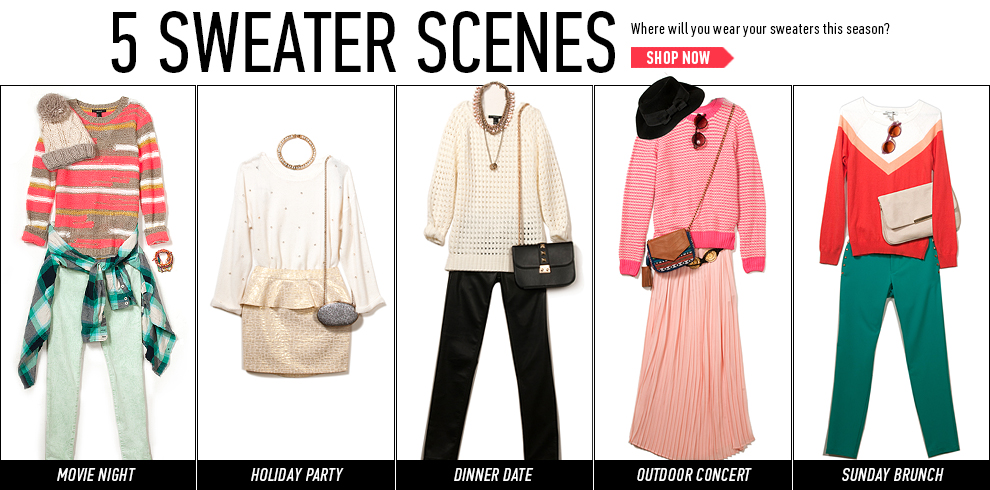 5 SWEATER SCENES
Where will you wear your sweaters this season?
SHOP NOW
MOVIE NIGHT
HOLIDAY PARTY
DINNER DATE
OUTDOOR CONCERT
SUNDAY BRUNCH